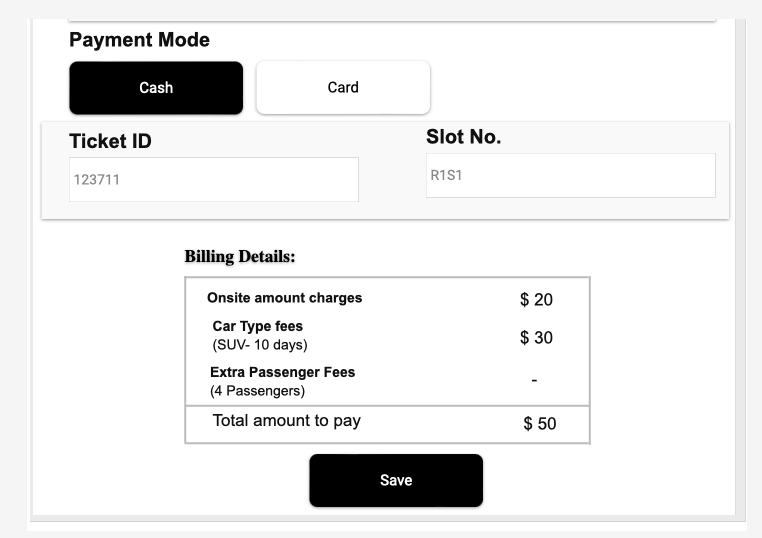 Payment Mode
Cash Card
Ticket ID Slot No.
123711 R1S1
Billing Details:
Onsite amount charges $ 20
Car Type fees
(SUV- 10 days) $ 30
Extra Passenger Fees
(4 Passengers) -
Total amount to pay $ 50
Save